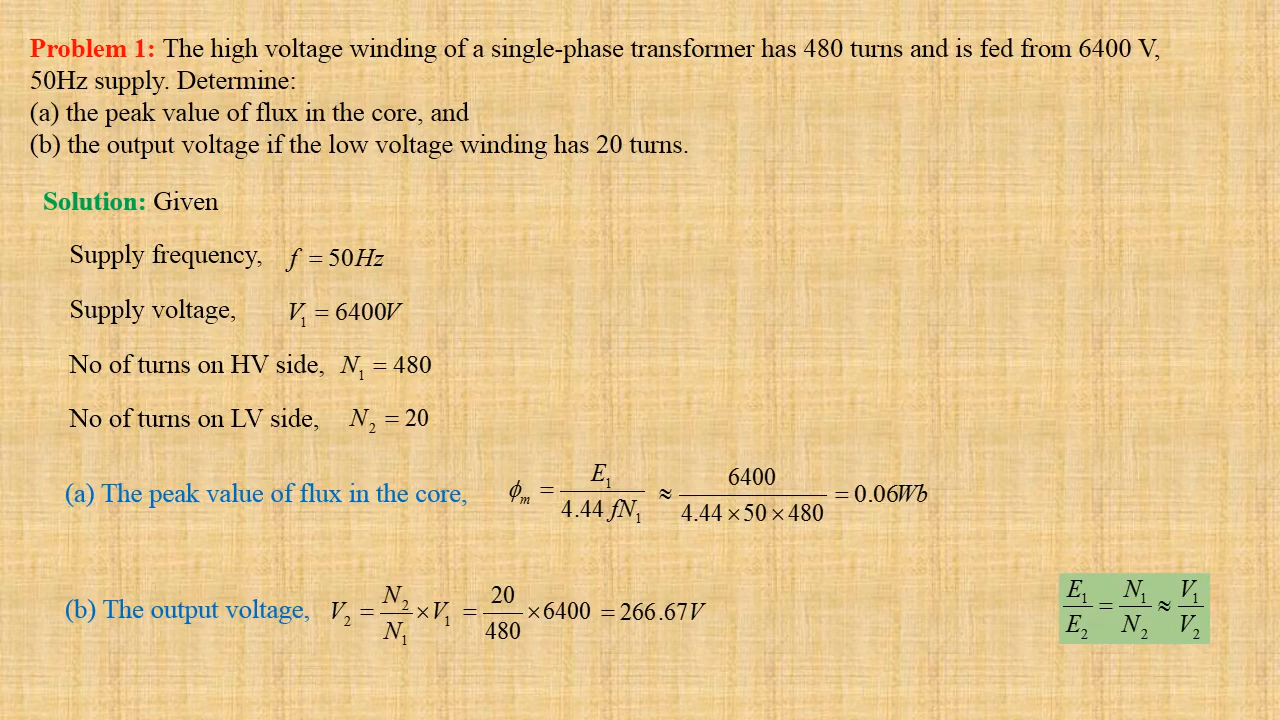 Problem 1: The high voltage winding of a single-phase transformer has 480 turns and is fed from 6400 V,
50Hz supply. Determine:
(a) the peak value of flux in the core, and
(b) the output voltage if the low voltage winding has 20 turns.
Solution: Given
Supply frequency, f = 50Hz
Supply voltage, V₁ = 6400V
No of turns on HV side, N₁ = 480
No of turns on LV side, N₂ = 20
(a) The peak value of flux in the core, ϕₘ = E₁ / 4.44 fN₁ ≈ 6400 / 4.44 × 50 × 480 = 0.06Wb
(b) The output voltage, V₂ = N₂ / N₁ × V₁ = 20 / 480 × 6400 = 266.67V
E₁ / E₂ = N₁ / N₂ ≈ V₁ / V₂